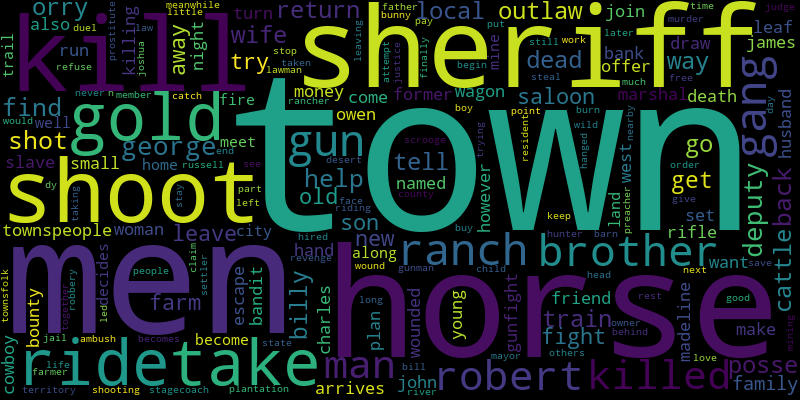 kill
sheriff
town
horse
men
shoot
gold
ride
take
gun
gang
ranch
brother
robert
killed
man
prostitute
law
duel
little
meanwhile
father
bunny
pay
few
murder
time
judge
turn
return
local
outlaw
join
leaf
draw
james
bank
dead
way
offer
mine
come
former
wagon
saloon
marshal
death
money
owen
orry
also
away
night
wife
try
killing
joshua
stop
taken
lawman
leaving
still
work
begin
later
refuse
attempt
justice
finally
put
steal
much
free
trail
run
find
never
member
catch
rancher
would
well
fire
george
meet
shot
slave
small
home
russell
end
see
stay
part
left
taking
townspeople
woman
leave
city
help
tell
named
old
son
new
hand
along
however
desert
face
riding
county
scrooge
trying
boy
burn
wild
point
resident
hanged
nearby
west
land
go
get
deputy
back
husband
cattle
day
order
preacher
give
set
rifle
keep
buy
hunter
barn
want
save
next
good
head
child
gunman
wound
revenge
hired
billy
charles
escape
bandit
decides
farm
people
led
together
robbery
claim
settler
townsfolk
bounty
cowboy
jail
ambush
becomes
become
life
farmer
territory
shooting
stagecoach
state
plantation
arrives
john
river
bill
mayor
plan
long
wounded
young
gunfight
friend
train
fight
others
behind
owner
rest
love
madeline
make
posse
family
mining